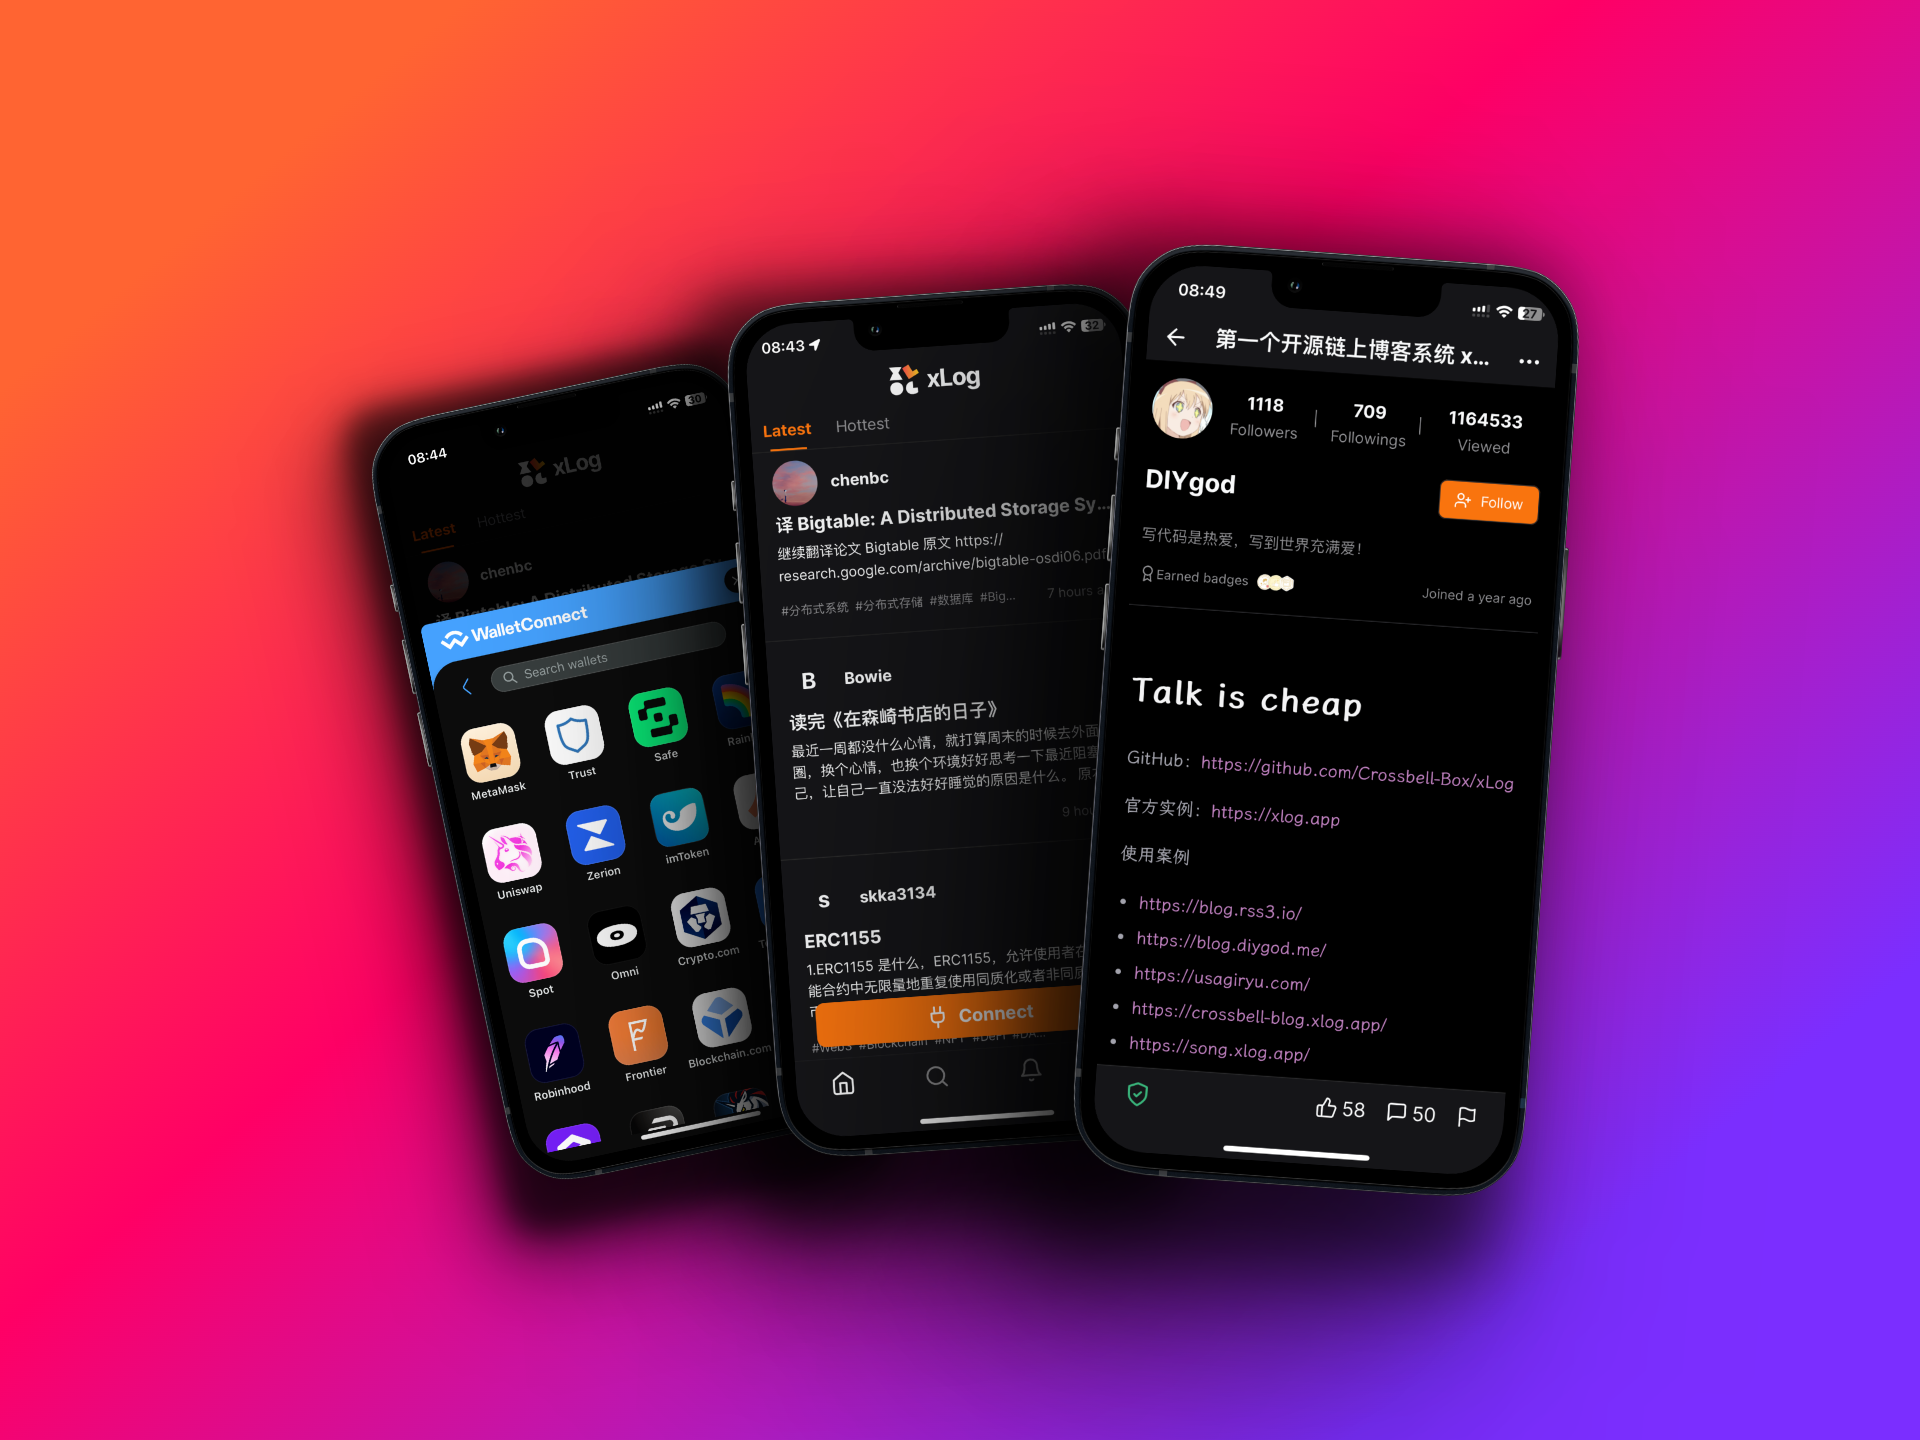 08:44
30
xLog
Latest
Hottest
chenbc
WalletConnect
Search wallets
MetaMask
Trust
Safe
Uniswap
Zerion
imToken
Spot
Omni
Crypto.com
Robinhood
Frontier
Blockchain.com
08:43
32
xLog
Latest
Hottest
chenbc
译 Bigtable: A Distributed Storage Sy...
继续翻译论文 Bigtable 原文 https://
research.google.com/archive/bigtable-osdi06.pdf
#分布式系统 #分布式存储 #数据库 #Big...
7 hours a
B
Bowie
读完《在森崎书店的日子》
最近一周都没什么心情，就打算周末的时候去外面
圈，换个心情，也换个环境好好思考一下最近阻塞
己，让自己一直没法好好睡觉的原因是什么。 原
9 hou
s
skka3134
ERC1155
1.ERC1155 是什么，ERC1155，允许使用者在
能合约中无限量地重复使用同质化或者非同质
Connect
#Web3 #Blockchain #NFT #DeFi #DA...
08:49
27
第一个开源链上博客系统 x...
1118
Followers
709
Followings
1164533
Viewed
DIYgod
Follow
写代码是热爱，写到世界充满爱！
Earned badges
Joined a year ago
Talk is cheap
GitHub：https://github.com/Crossbell-Box/xLog
官方实例：https://xlog.app
使用案例
• https://blog.rss3.io/
• https://blog.diygod.me/
• https://usagiryu.com/
• https://crossbell-blog.xlog.app/
• https://song.xlog.app/
58
50